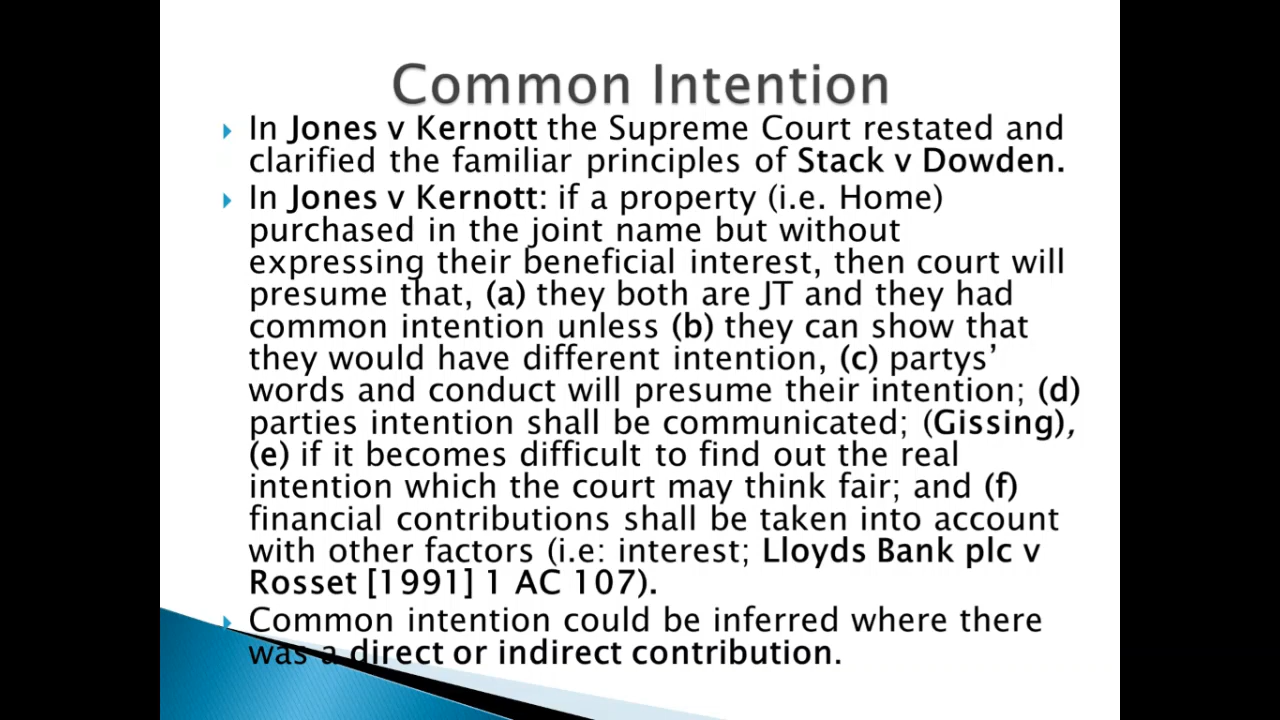 Common Intention
In Jones v Kernott the Supreme Court restated and
clarified the familiar principles of Stack v Dowden.
In Jones v Kernott: if a property (i.e. Home)
purchased in the joint name but without
expressing their beneficial interest, then court will
presume that, (a) they both are JT and they had
common intention unless (b) they can show that
they would have different intention, (c) partys’
words and conduct will presume their intention; (d)
parties intention shall be communicated; (Gissing),
(e) if it becomes difficult to find out the real
intention which the court may think fair; and (f)
financial contributions shall be taken into account
with other factors (i.e: interest; Lloyds Bank plc v
Rosset [1991] 1 AC 107).
Common intention could be inferred where there
was a direct or indirect contribution.